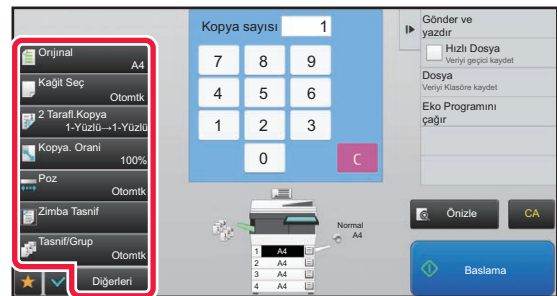 Orijinal
A4
Kağit Seç
Otomtk
2 Tarafl.Kopya
1-Yüzlü→1-Yüzlü
Kopya. Orani
100%
Poz
Otomtk
Zimba Tasnif
Tasnif/Grup
Otomtk
Diğerleri
Kopya sayısı 1
7 8 9
4 5 6
1 2 3
0 C
Normal
A4
1 A4
2 A4
3 A4
4 A4
Gönder ve
yazdır
Hızlı Dosya
Veriyi geçici kaydet
Dosya
Veriyi Klasöre kaydet
Eko Programını
çağır
Önizle
CA
Baslama